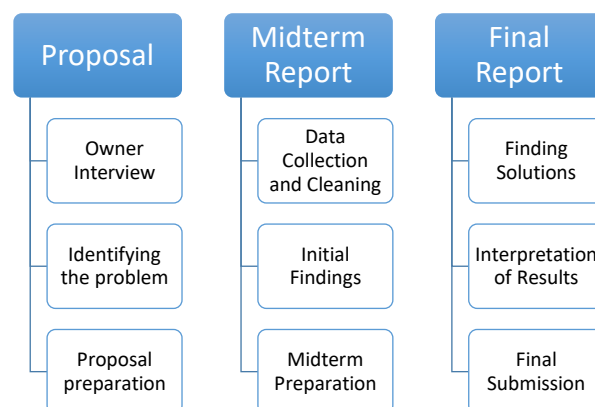 Proposal
Owner
Interview
Identifying
the problem
Proposal
preparation
Midterm
Report
Data
Collection
and Cleaning
Initial
Findings
Midterm
Preparation
Final
Report
Finding
Solutions
Interpretation
of Results
Final
Submission